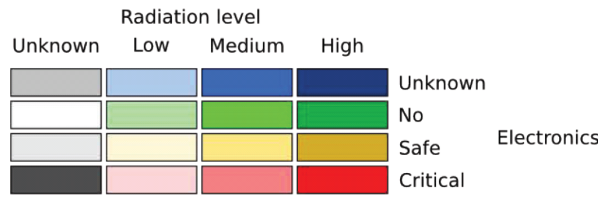 Radiation level
Unknown Low Medium High
Unknown
No
Safe
Electronics
Critical